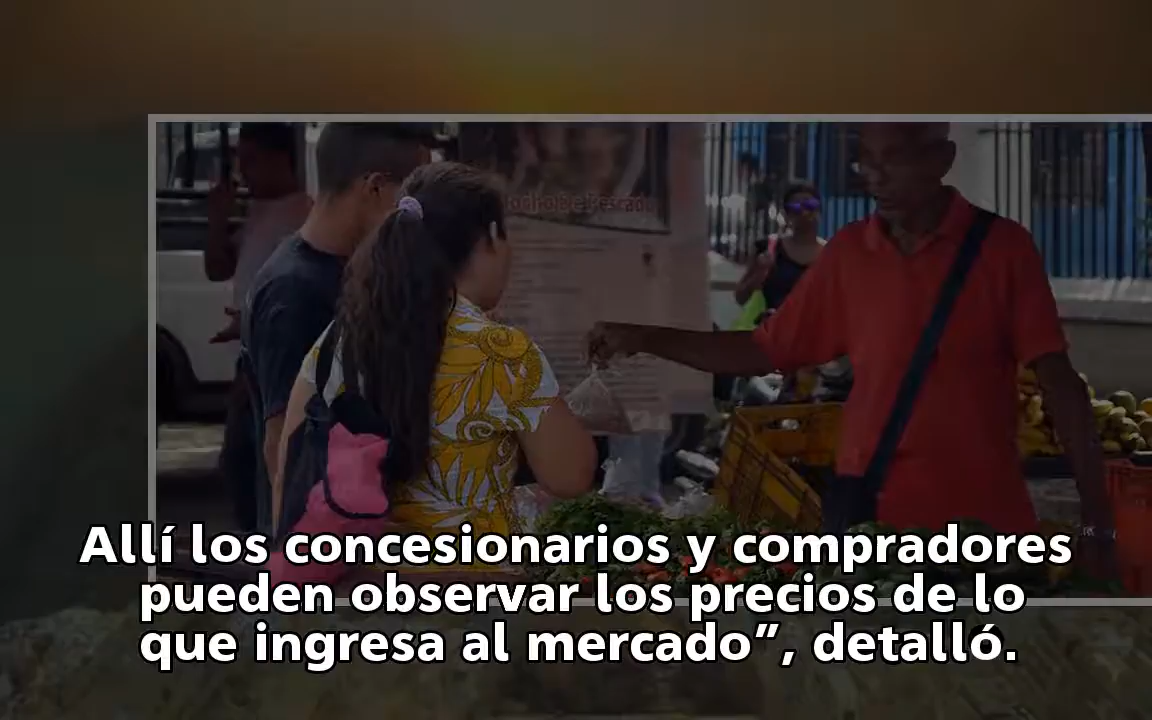 Allí los concesionarios y compradores
pueden observar los precios de lo
que ingresa al mercado”, detalló.